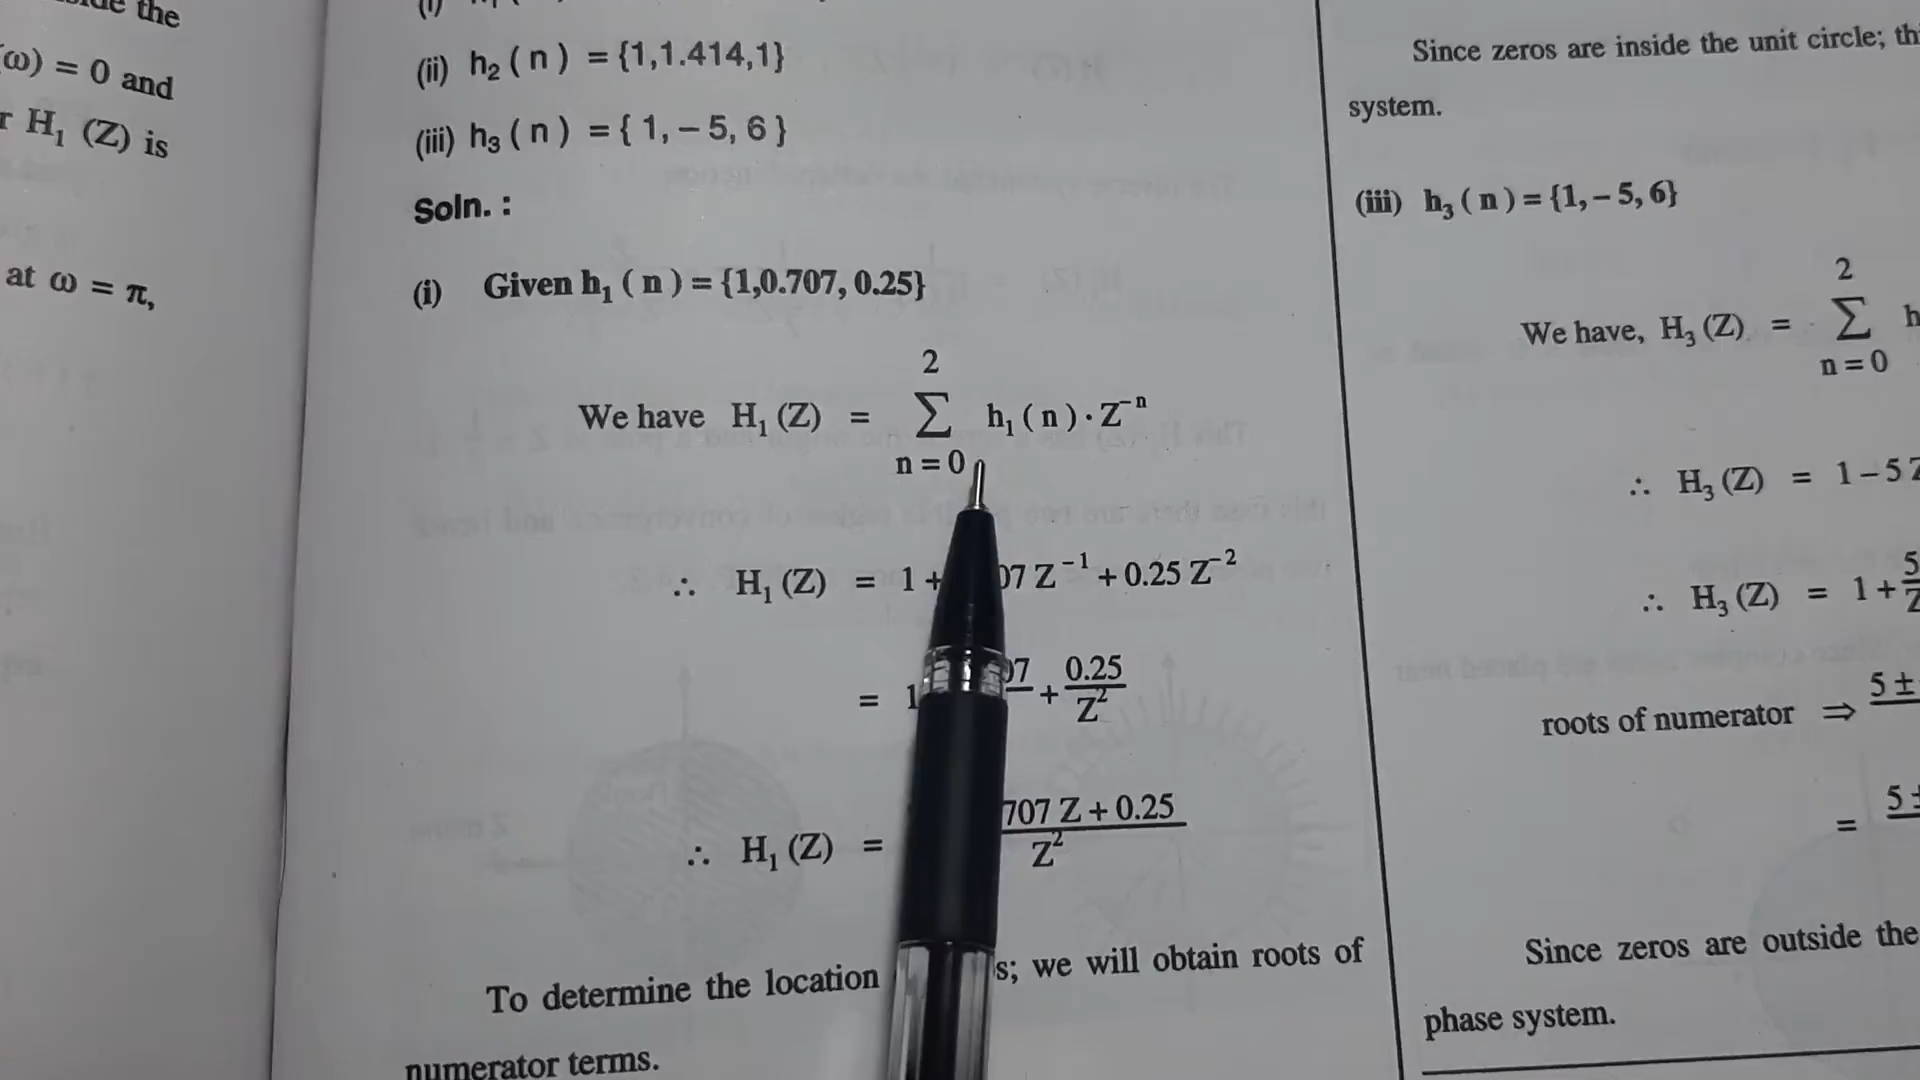 the
(ω) = 0 and
r H₁ (Z) is
at ω = π,
(i)
(ii) h₂ ( n ) = {1,1.414,1}
(iii) h₃ ( n ) = { 1, – 5, 6 }
Soln. :
(i) Given h₁ ( n ) = {1,0.707, 0.25}
2
We have H₁ (Z) = Σ h₁ ( n ) · Z⁻ⁿ
n = 0
∴ H₁ (Z) = 1 + 07 Z⁻¹ + 0.25 Z⁻²
= 1 07 + 0.25
Z²
∴ H₁ (Z) = 707 Z + 0.25
Z²
To determine the location s; we will obtain roots of
numerator terms.
Since zeros are inside the unit circle;
system.
(iii) h₃ ( n ) = {1, – 5, 6}
2
We have, H₃ (Z) = Σ h
n = 0
∴ H₃ (Z) = 1 – 5 Z
∴ H₃ (Z) = 1 + 5
Z
roots of numerator ⇒ 5 ±
= 5 ±
Since zeros are outside the
phase system.